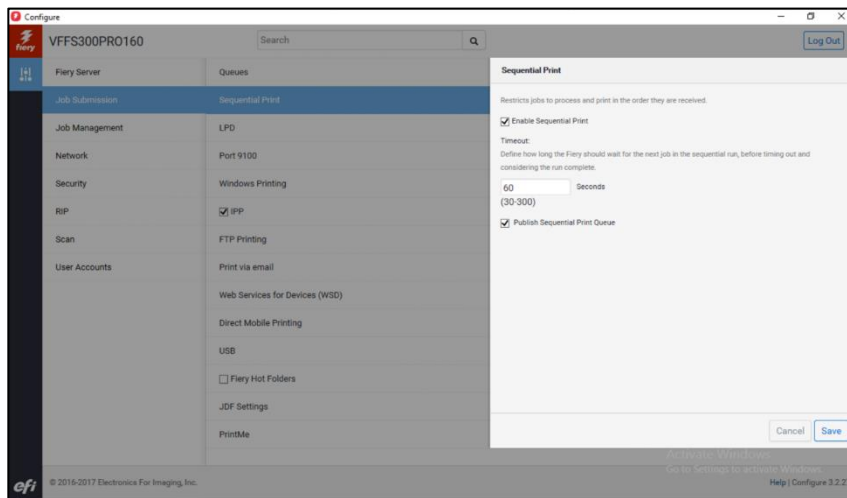 Configure
fiery
VFFS300PRO160
Search
Log Out
Fiery Server
Job Submission
Job Management
Network
Security
RIP
Scan
User Accounts
Queues
Sequential Print
LPD
Port 9100
Windows Printing
IPP
FTP Printing
Print via email
Web Services for Devices (WSD)
Direct Mobile Printing
USB
Fiery Hot Folders
JDF Settings
PrintMe
Sequential Print
Restricts jobs to process and print in the order they are received.
Enable Sequential Print
Timeout:
Define how long the Fiery should wait for the next job in the sequential run, before timing out and
considering the run complete.
60 Seconds
(30-300)
Publish Sequential Print Queue
Cancel Save
Activate Windows
Go to Settings to activate Windows.
efi
© 2016-2017 Electronics For Imaging, Inc.
Help | Configure 3.2.2